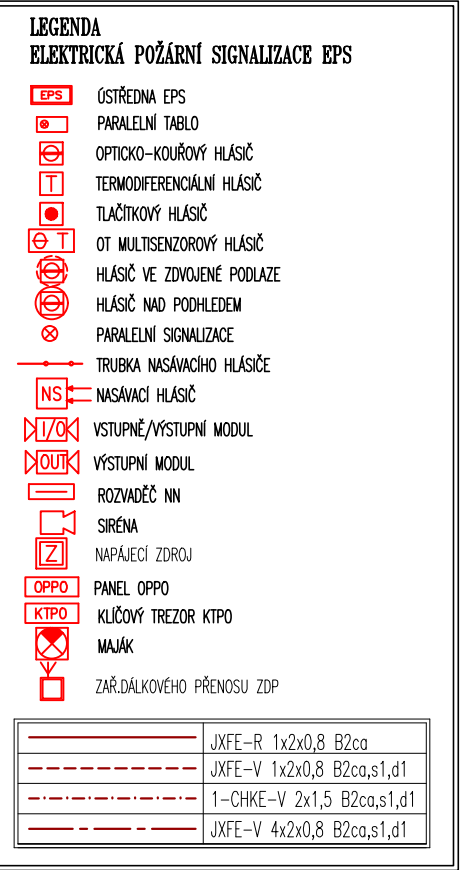 LEGENDA
ELEKTRICKÁ POŽÁRNÍ SIGNALIZACE EPS
EPS ÚSTŘEDNA EPS
PARALELNÍ TABLO
OPTICKO-KOUŘOVÝ HLÁSIČ
T TERMODIFERENCIÁLNÍ HLÁSIČ
TLAČÍTKOVÝ HLÁSIČ
T OT MULTISENZOROVÝ HLÁSIČ
HLÁSIČ VE ZDVOJENÉ PODLAZE
HLÁSIČ NAD PODHLEDEM
PARALELNÍ SIGNALIZACE
TRUBKA NASÁVACÍHO HLÁSIČE
NS NASÁVACÍ HLÁSIČ
I/O VSTUPNĚ/VÝSTUPNÍ MODUL
OUT VÝSTUPNÍ MODUL
ROZVADĚČ NN
SIRÉNA
Z NAPÁJECÍ ZDROJ
OPPO PANEL OPPO
KTPO KLÍČOVÝ TREZOR KTPO
MAJÁK
ZAŘ.DÁLKOVÉHO PŘENOSU ZDP
JXFE-R 1x2x0,8 B2ca
JXFE-V 1x2x0,8 B2ca,s1,d1
1-CHKE-V 2x1,5 B2ca,s1,d1
JXFE-V 4x2x0,8 B2ca,s1,d1